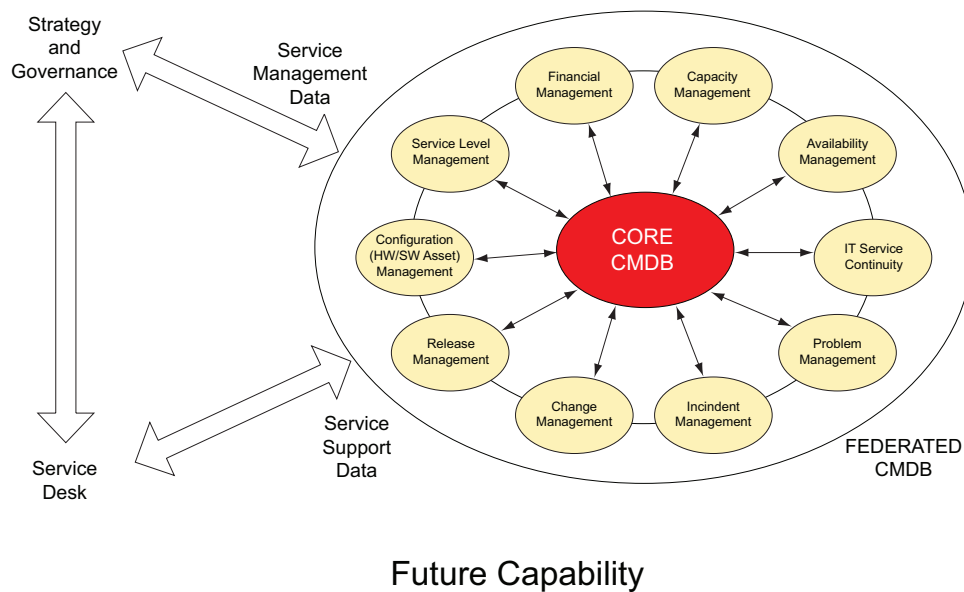 Strategy
and
Governance
Service
Management
Data
Financial
Management
Capacity
Management
Service Level
Management
Availability
Management
Configuration
(HW/SW Asset)
Management
CORE
CMDB
IT Service
Continuity
Release
Management
Problem
Management
Change
Management
Incindent
Management
Service
Support
Data
FEDERATED
CMDB
Service
Desk
Future Capability